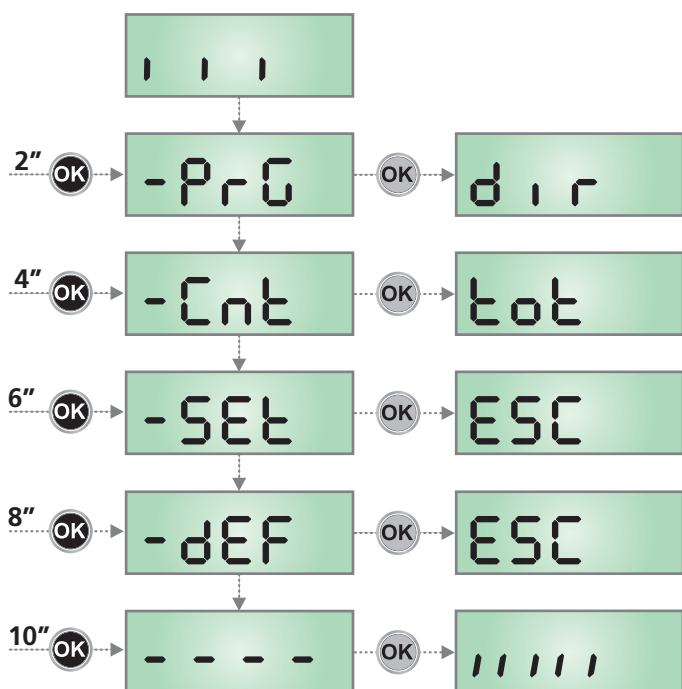 ı ı ı
2" OK -PrG OK dir
4" OK -Cnt OK tot
6" OK -SEt OK ESC
8" OK -dEF OK ESC
10" OK - - - - OK ı ı ı ı ı